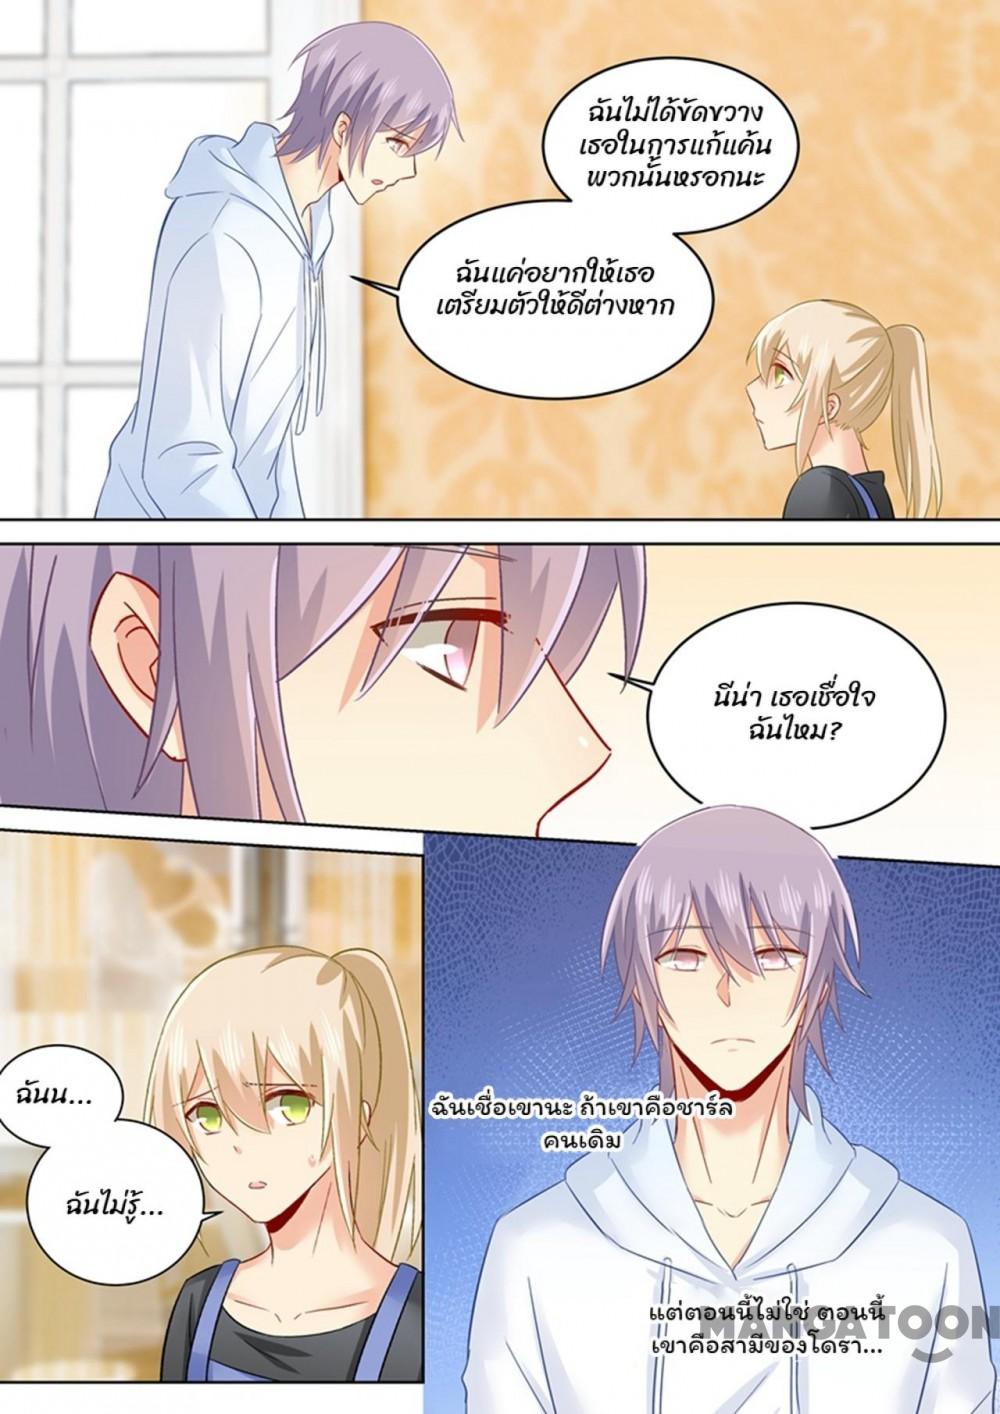 ฉันไม่ได้ขัดขวาง
เธอในการแก้แค้น
พวกนั้นหรอกนะ
ฉันแค่อยากให้เธอ
เตรียมตัวให้ดีต่างหาก
นีน่า เธอเชื่อใจ
ฉันไหม?
ฉันน...
ฉันไม่รู้...
ฉันเชื่อเขานะ ถ้าเขาคือชาร์ล
คนเดิม
แต่ตอนนี้ไม่ใช่ ตอนนี้
เขาคือสามีของโดรา...
MANGATOON